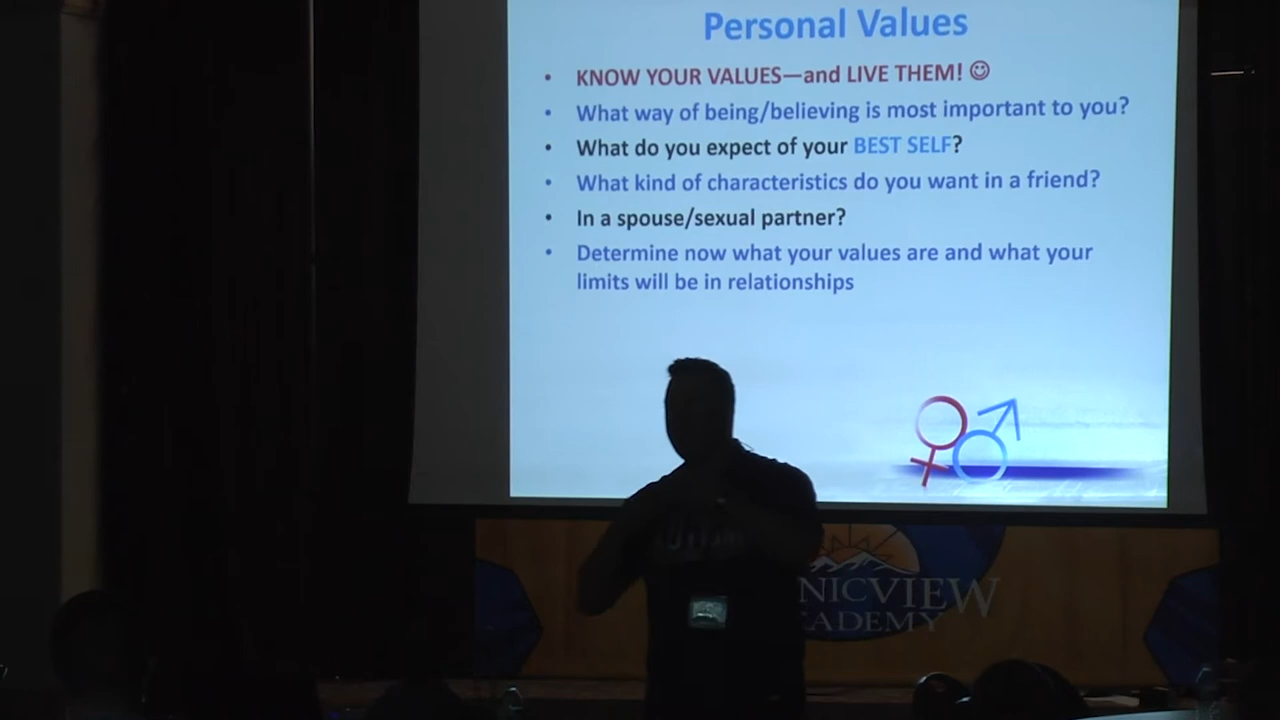 Personal Values
• KNOW YOUR VALUES—and LIVE THEM! ☺
• What way of being/believing is most important to you?
• What do you expect of your BEST SELF?
• What kind of characteristics do you want in a friend?
• In a spouse/sexual partner?
• Determine now what your values are and what your
limits will be in relationships
NICVIEW
CADEMY